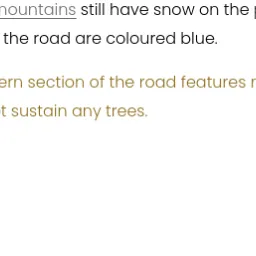 mountains still have snow on the
the road are coloured blue.
ern section of the road features
t sustain any trees.